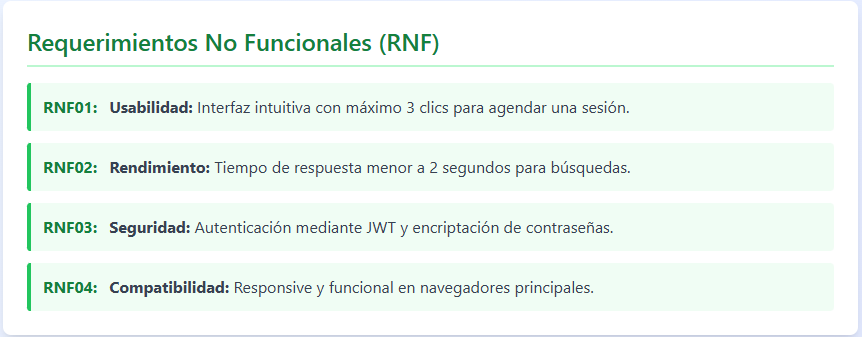 Requerimientos No Funcionales (RNF)
RNF01: Usabilidad: Interfaz intuitiva con máximo 3 clics para agendar una sesión.
RNF02: Rendimiento: Tiempo de respuesta menor a 2 segundos para búsquedas.
RNF03: Seguridad: Autenticación mediante JWT y encriptación de contraseñas.
RNF04: Compatibilidad: Responsive y funcional en navegadores principales.